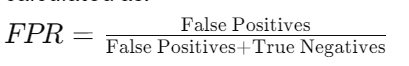 FPR = False Positives / False Positives+True Negatives